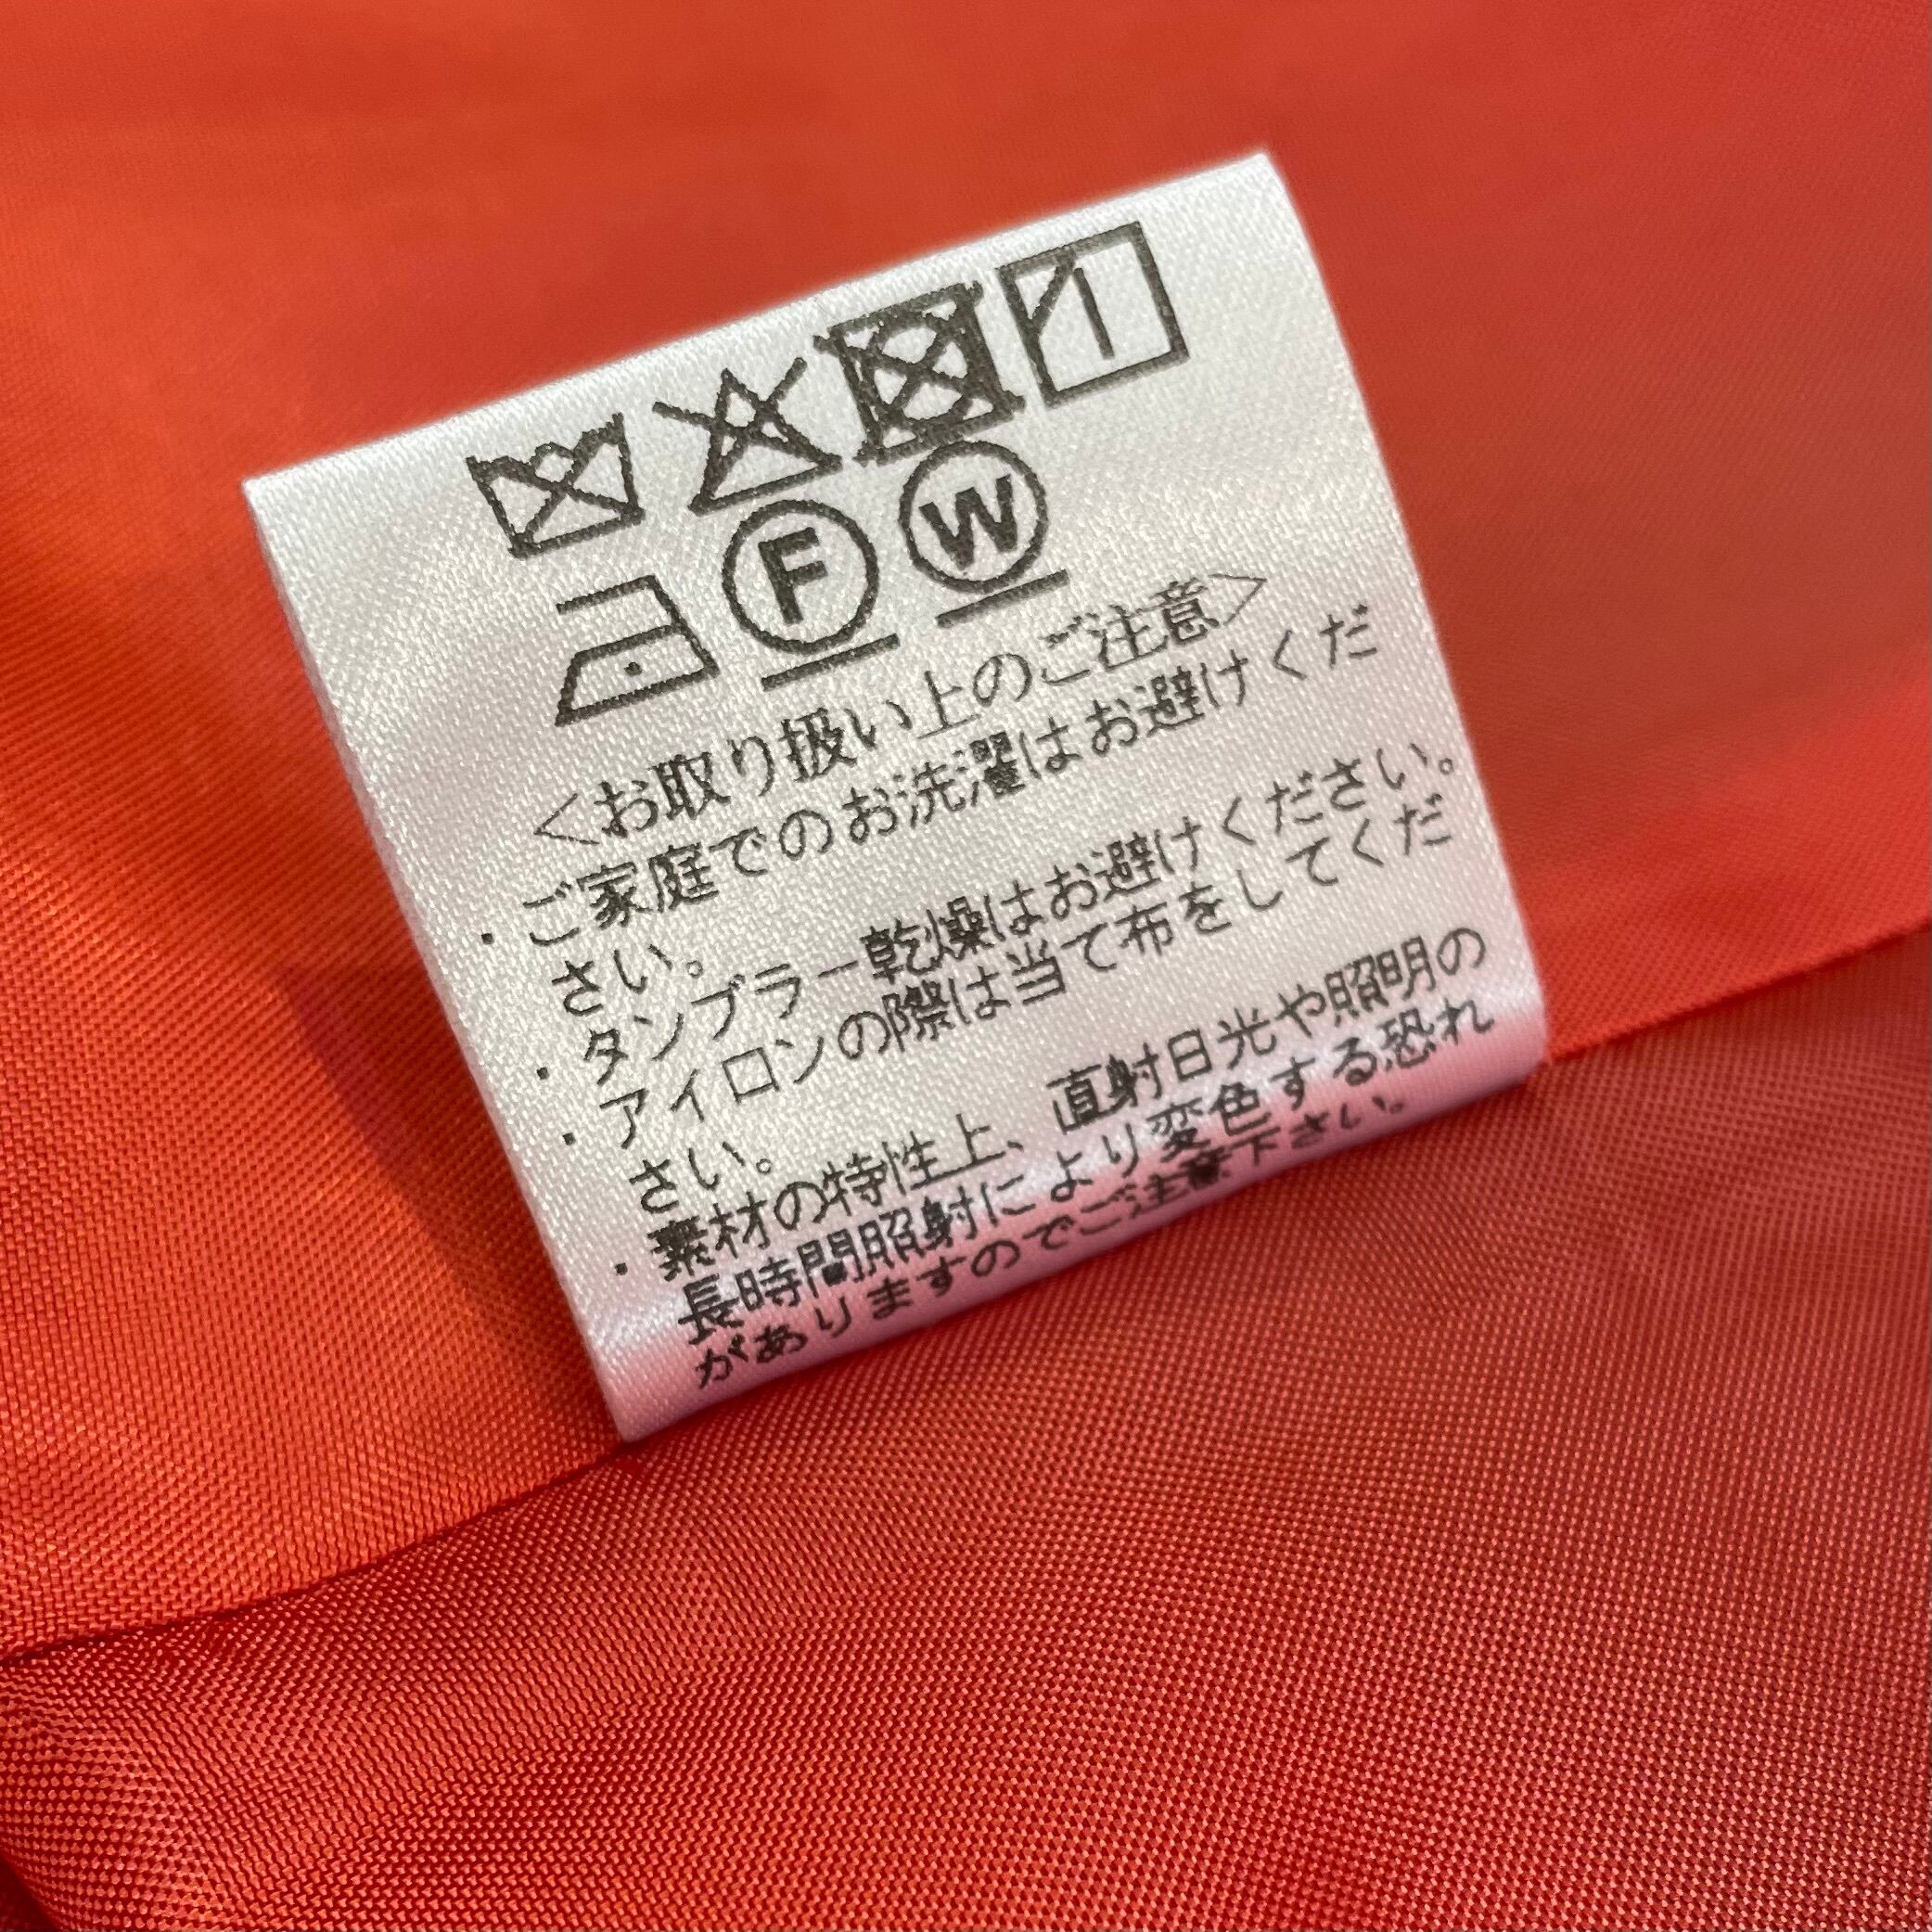 F W
＜お取り扱い上のご注意＞
・ご家庭でのお洗濯はお避けくだ
さい。
・タンブラー乾燥はお避けください。
・アイロンの際は当て布をしてくだ
さい。
・素材の特性上、直射日光や照明の
長時間照射により変色する恐れ
がありますのでご注意下さい。